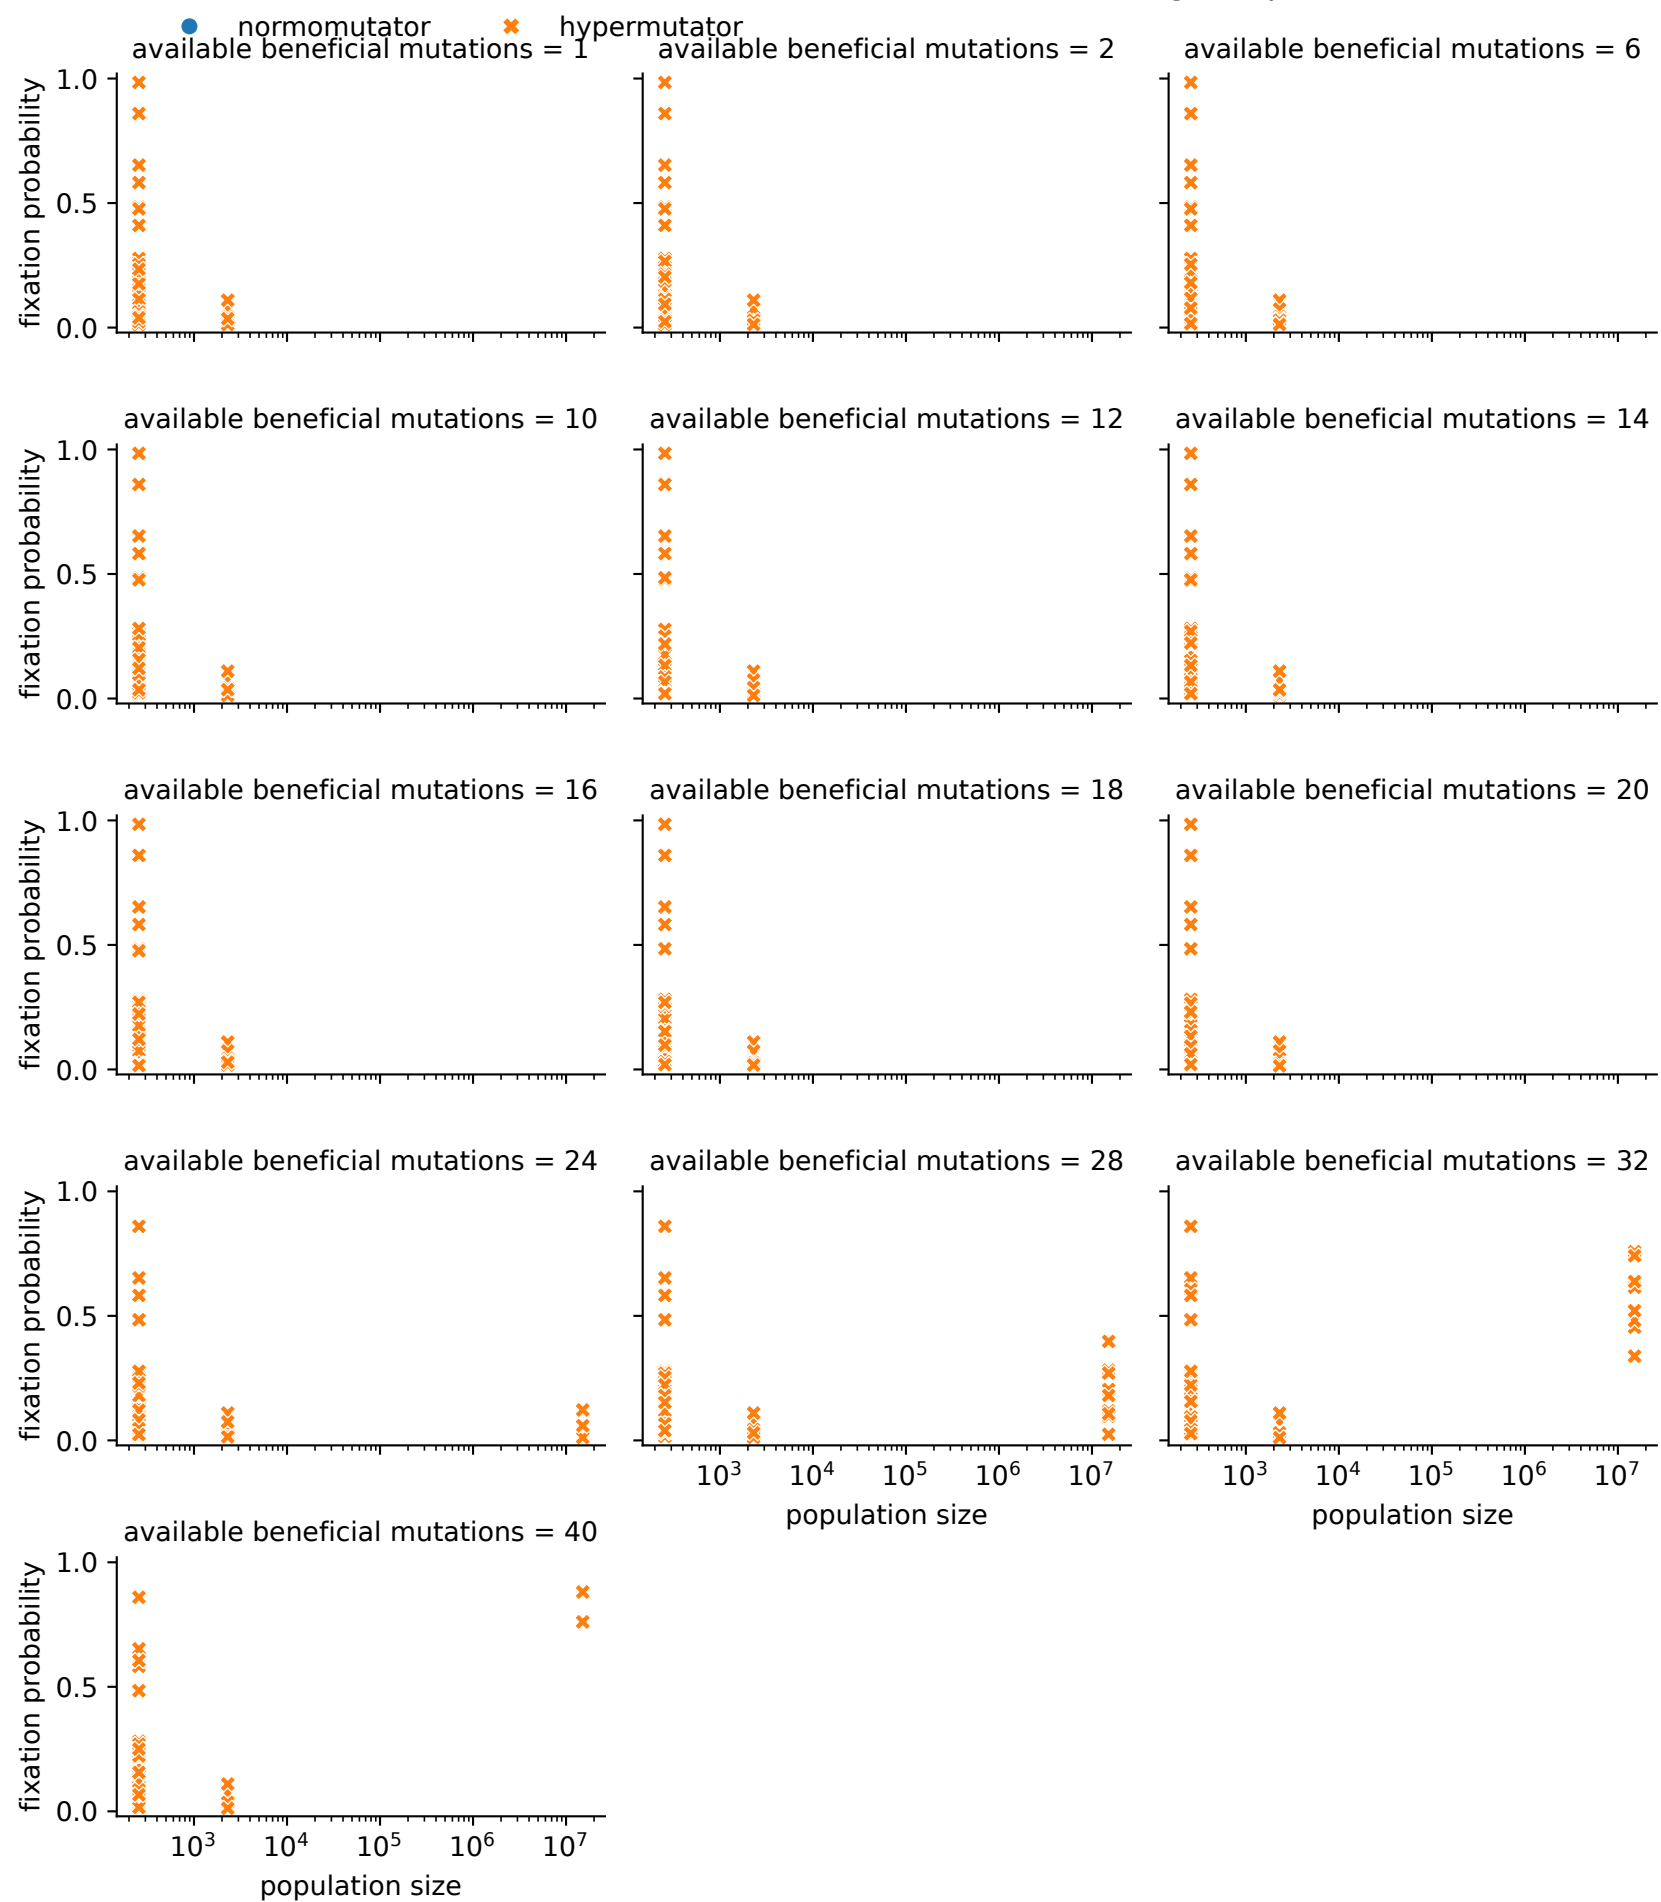 normomutator hypermutator
available beneficial mutations = 1 available beneficial mutations = 2 available beneficial mutations = 6
fixation probability
1.0
0.5
0.0
available beneficial mutations = 10 available beneficial mutations = 12 available beneficial mutations = 14
fixation probability
1.0
0.5
0.0
available beneficial mutations = 16 available beneficial mutations = 18 available beneficial mutations = 20
fixation probability
1.0
0.5
0.0
available beneficial mutations = 24 available beneficial mutations = 28 available beneficial mutations = 32
fixation probability
1.0
0.5
0.0
10³ 10⁴ 10⁵ 10⁶ 10⁷ 10³ 10⁴ 10⁵ 10⁶ 10⁷
population size population size
available beneficial mutations = 40
fixation probability
1.0
0.5
0.0
10³ 10⁴ 10⁵ 10⁶ 10⁷
population size